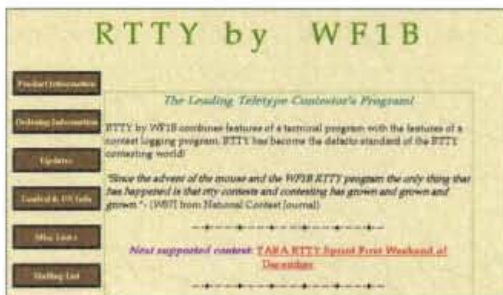 RTTY by WF1B
Product Information
The Leading Teletype Contestor's Program!
Ordering Information
RTTY by WF1B combines features of a terminal program with the features of a
contest logging program. RTTY has become the defacto standard of the RTTY
contesting world!
Updates
"Since the advent of the mouse and the WF1B RTTY program the only thing that
has happened is that rtty contests and contesting has grown and grown and
grown."- from National Contest Journal)
Misc Links
Next supported contest: TARA RTTY Sprint First Weekend of
December
Mailing List